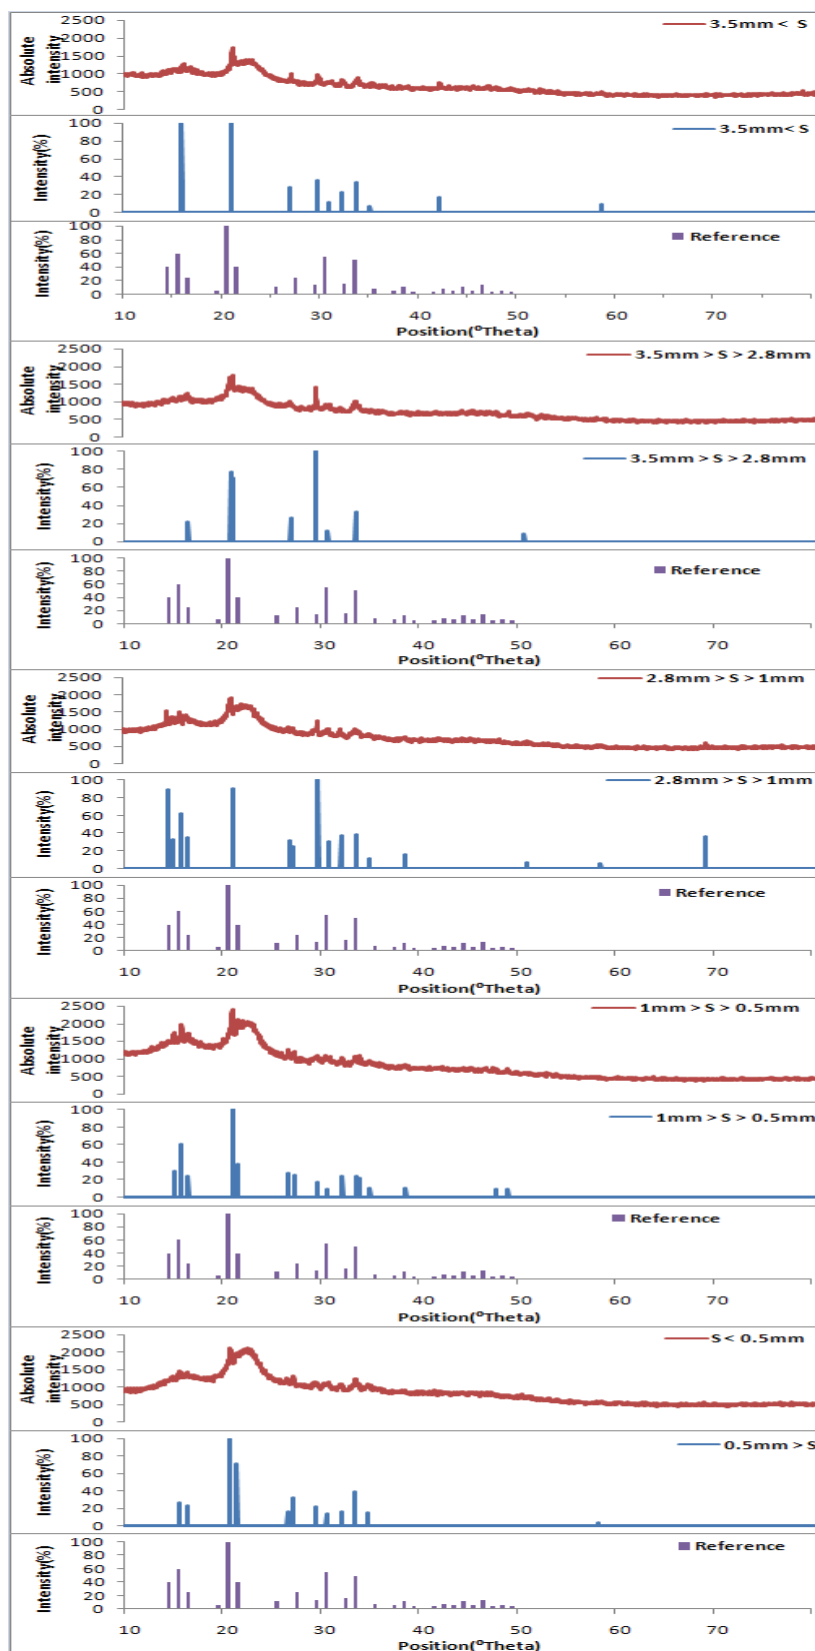 3.5mm < S
Absolute intensity
2500
2000
1500
1000
500
0
3.5mm< S
Intensity(%)
100
80
60
40
20
0
Reference
Intensity(%)
100
80
60
40
20
0
10 20 30 40 50 60 70
Position(°Theta)
3.5mm > S > 2.8mm
Absolute intensity
2500
2000
1500
1000
500
0
3.5mm > S > 2.8mm
Intensity(%)
100
80
60
40
20
0
Reference
Intensity(%)
100
80
60
40
20
0
10 20 30 40 50 60 70
Position(°Theta)
2.8mm > S > 1mm
Absolute intensity
2500
2000
1500
1000
500
0
2.8mm > S > 1mm
Intensity(%)
100
80
60
40
20
0
Reference
Intensity(%)
100
80
60
40
20
0
10 20 30 40 50 60 70
Position(°Theta)
1mm > S > 0.5mm
Absolute intensity
2500
2000
1500
1000
500
0
1mm > S > 0.5mm
Intensity(%)
100
80
60
40
20
0
Reference
Intensity(%)
100
80
60
40
20
0
10 20 30 40 50 60 70
Position(°Theta)
S < 0.5mm
Absolute intensity
2500
2000
1500
1000
500
0
0.5mm > S
Intensity(%)
100
80
60
40
20
0
Reference
Intensity(%)
100
80
60
40
20
0
10 20 30 40 50 60 70
Position(°Theta)